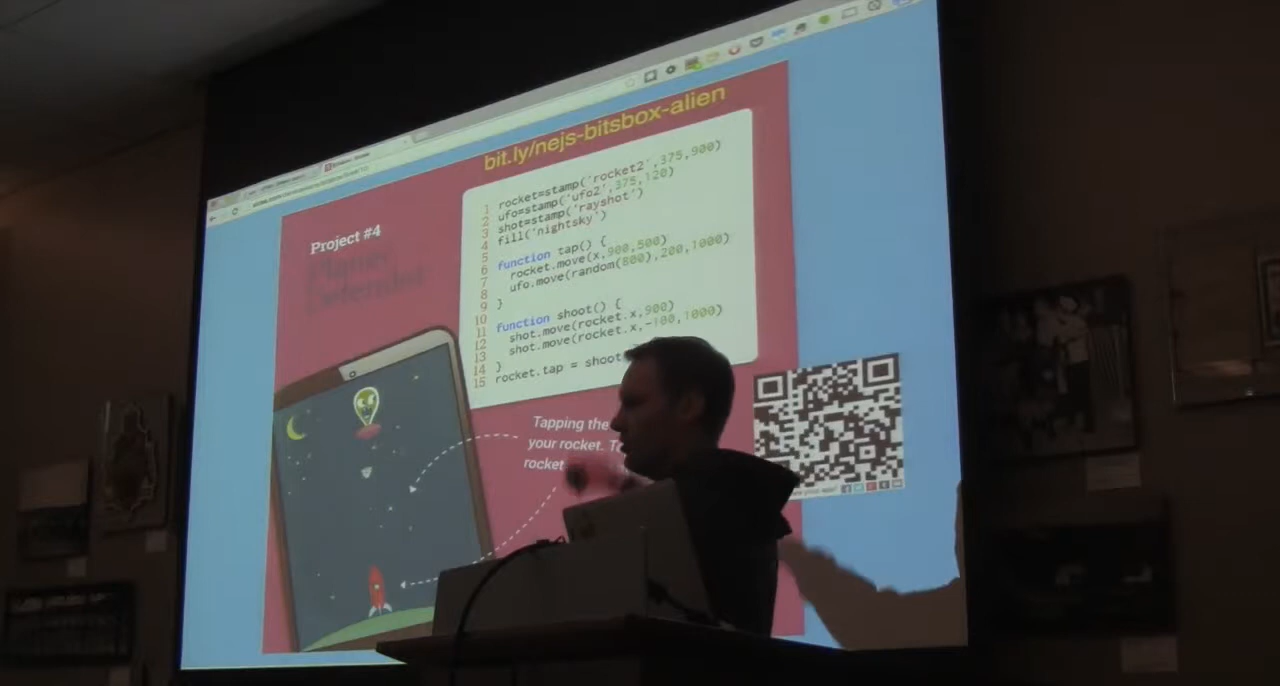 bit.ly/nejs-bitsbox-alien
Project #4
Planet
Defender
1 rocket=stamp('rocket2',375,900)
2 ufo=stamp('ufo2',375,120)
3 shot=stamp('rayshot')
4 fill('nightsky')
5
6 function tap() {
7 rocket.move(x,900,500)
8 ufo.move(random(800),200,1000)
9 }
10
11 function shoot() {
12 shot.move(rocket.x,900)
13 shot.move(rocket.x,-100,1000)
14 }
15 rocket.tap = shoot
Tapping the
your rocket.
rocket